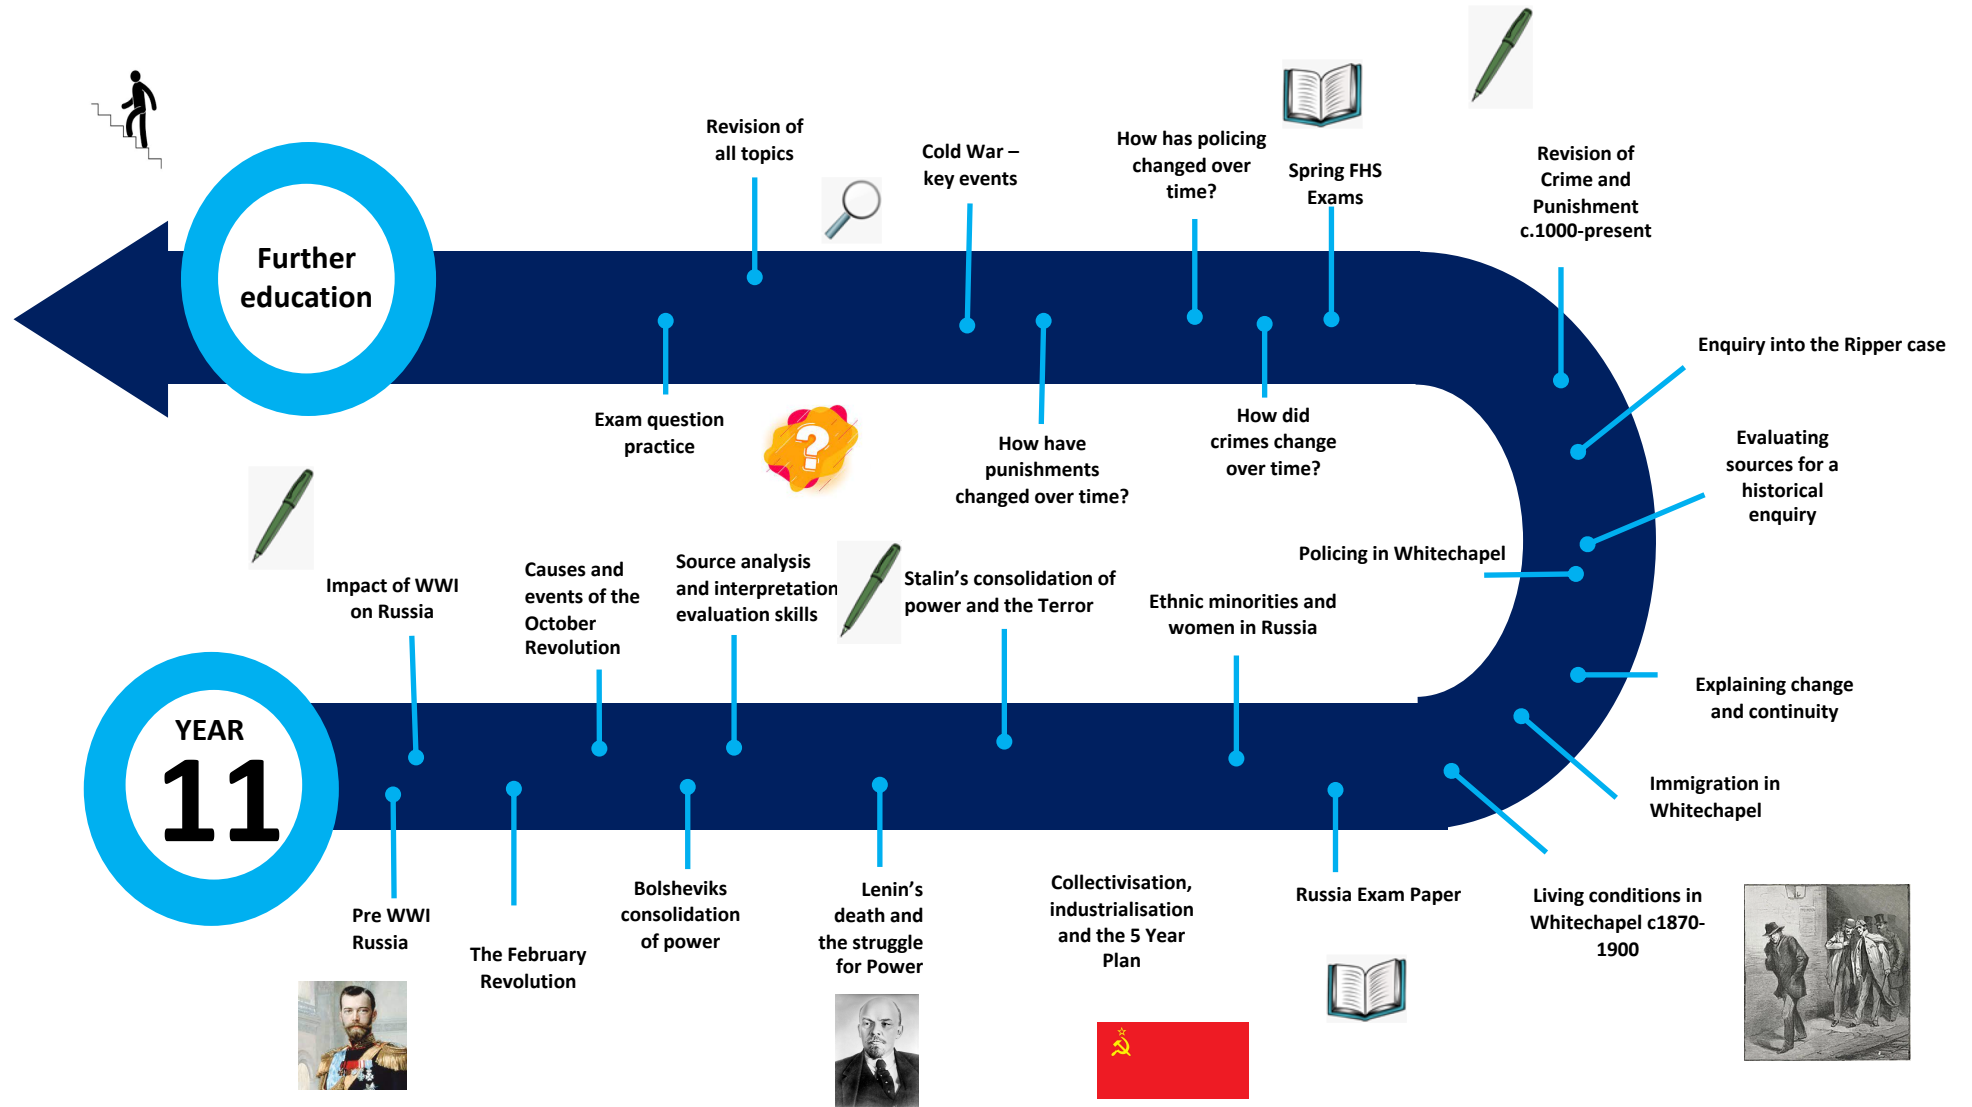 Revision of
all topics
Cold War –
key events
How has policing
changed over
time?
Spring FHS
Exams
Revision of
Crime and
Punishment
c.1000-present
Further
education
Enquiry into the Ripper case
Exam question
practice
How have
punishments
changed over time?
How did
crimes change
over time?
Evaluating
sources for a
historical
enquiry
Policing in Whitechapel
Impact of WWI
on Russia
Causes and
events of the
October
Revolution
Source analysis
and interpretation
evaluation skills
Stalin's consolidation of
power and the Terror
Ethnic minorities and
women in Russia
Explaining change
and continuity
YEAR
11
Immigration in
Whitechapel
Pre WWI
Russia
The February
Revolution
Bolsheviks
consolidation
of power
Lenin's
death and
the struggle
for Power
Collectivisation,
industrialisation
and the 5 Year
Plan
Russia Exam Paper
Living conditions in
Whitechapel c1870-
1900
?